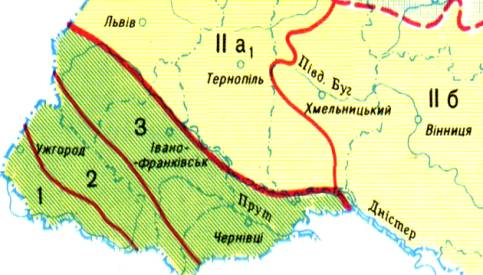 Львів
II а₁
Тернопіль
Півд. Буг
Хмельницький
II б
Вінниця
3
Івано-
-франківськ
Ужгород
2
1
Прут
Чернівці
Дністер